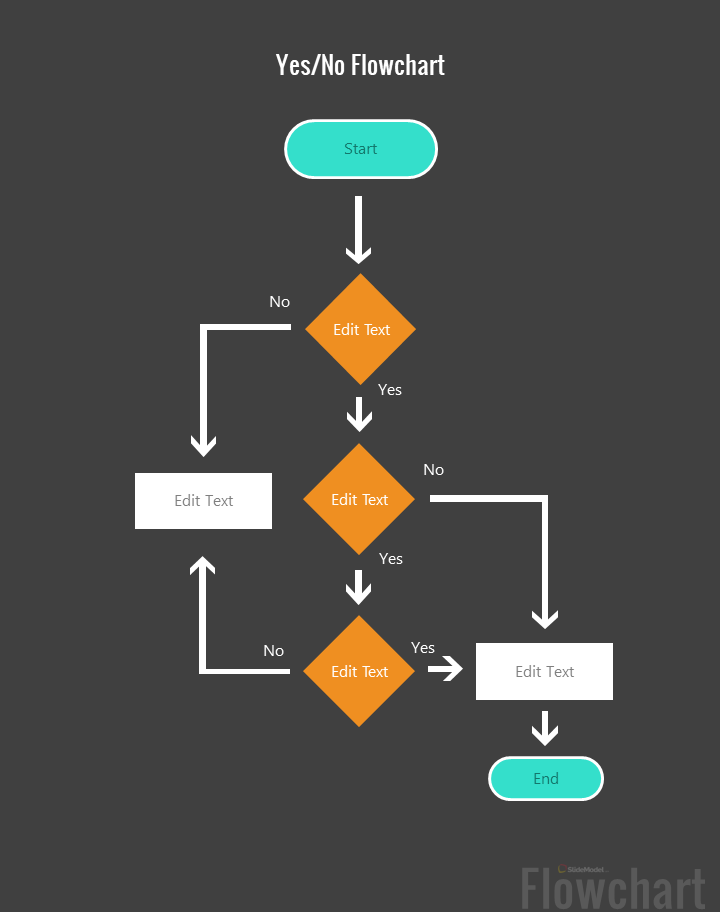 Yes/No Flowchart
Start
No
Edit Text
Yes
No
Edit Text
Edit Text
Yes
No
Edit Text
Yes
Edit Text
End
SlideModel
Flowchart